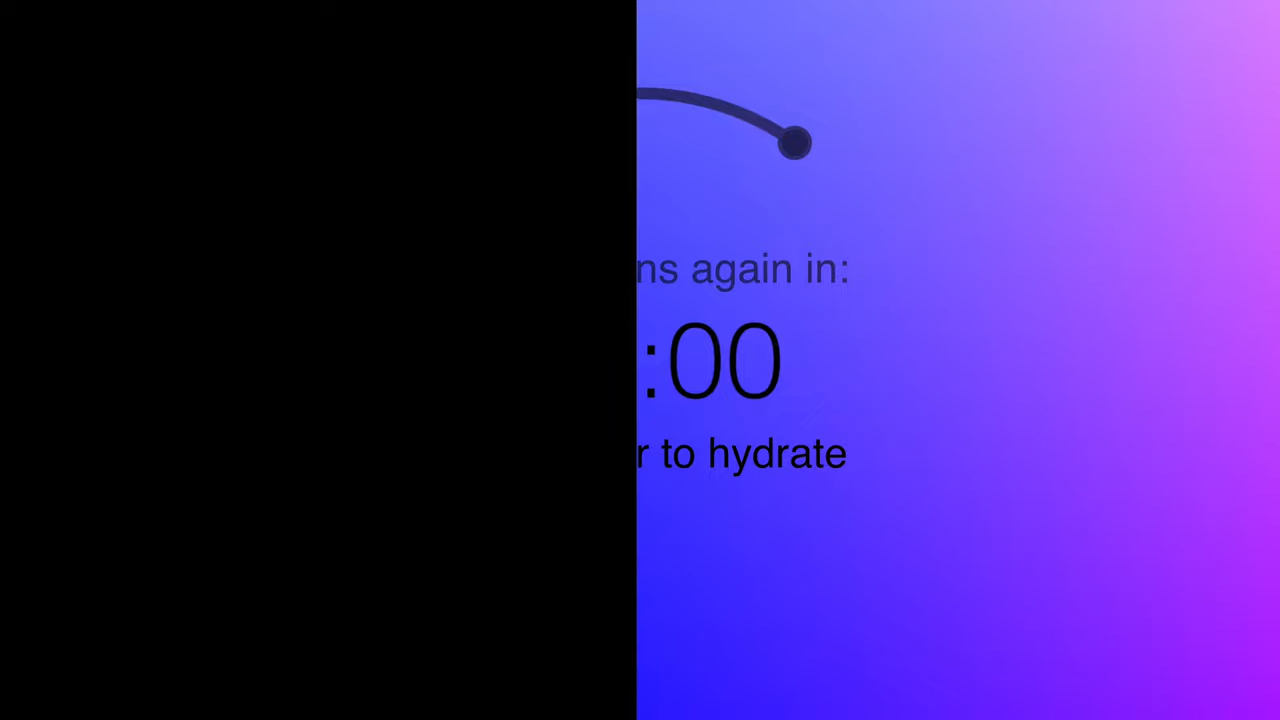 ns again in:
:00
r to hydrate